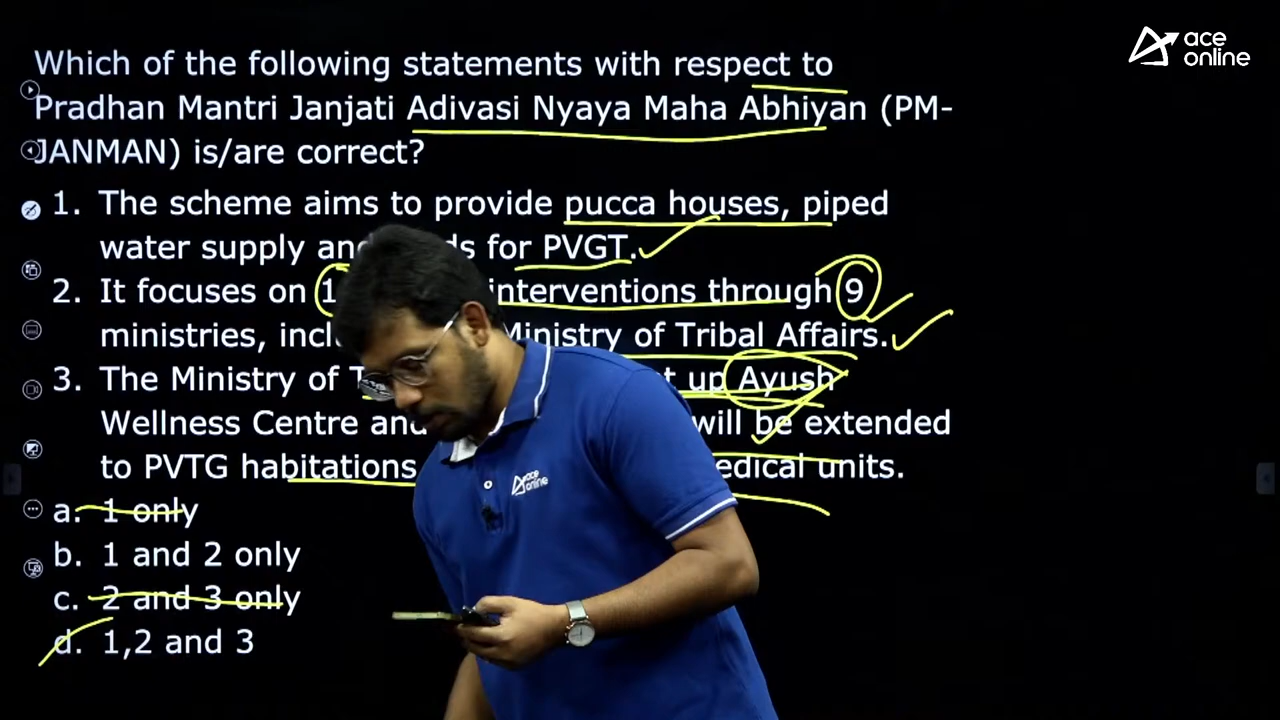 ace
online
Which of the following statements with respect to
Pradhan Mantri Janjati Adivasi Nyaya Maha Abhiyan (PM-
JANMAN) is/are correct?
1. The scheme aims to provide pucca houses, piped
water supply and for PVGT.
2. It focuses on interventions through 9
ministries, Ministry of Tribal Affairs.
3. The Ministry of up Ayush
Wellness Centre and will be extended
to PVTG habitations units.
a. 1 only
b. 1 and 2 only
c. 2 and 3 only
d. 1,2 and 3
ace
online